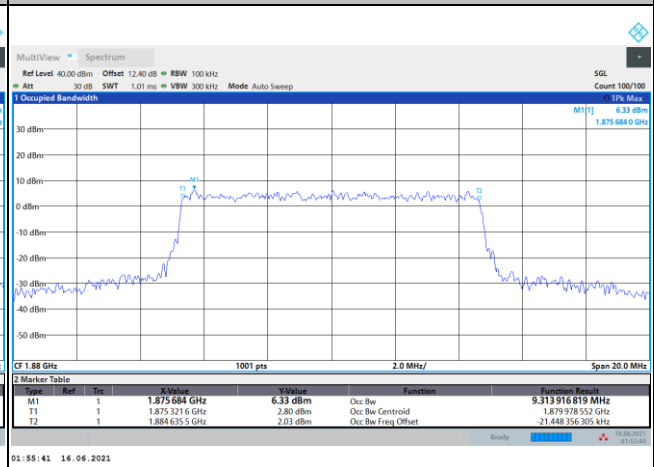 MultiView Spectrum
Ref Level 40.00 dBm Offset 12.40 dB RBW 100 kHz SGL
Att 30 dB SWT 1.01 ms VBW 300 kHz Mode Auto Sweep Count 100/100
1 Occupied Bandwidth 1Pk Max
M1[1] 6.33 dBm
1.875 684 0 GHz
30 dBm
20 dBm
10 dBm
M1
T1
T2
0 dBm
-10 dBm
-20 dBm
-30 dBm
-40 dBm
-50 dBm
CF 1.88 GHz 1001 pts 2.0 MHz/ Span 20.0 MHz
2 Marker Table
Type Ref Trc X-Value Y-Value Function Function Result
M1 1 1.875 684 GHz 6.33 dBm Occ Bw 9.313 916 819 MHz
T1 1 1.875 321 6 GHz 2.80 dBm Occ Bw Centroid 1.879 978 552 GHz
T2 1 1.884 635 5 GHz 2.03 dBm Occ Bw Freq Offset -21.448 356 305 kHz
Ready 16.06.2021
01:55:40
01:55:41 16.06.2021